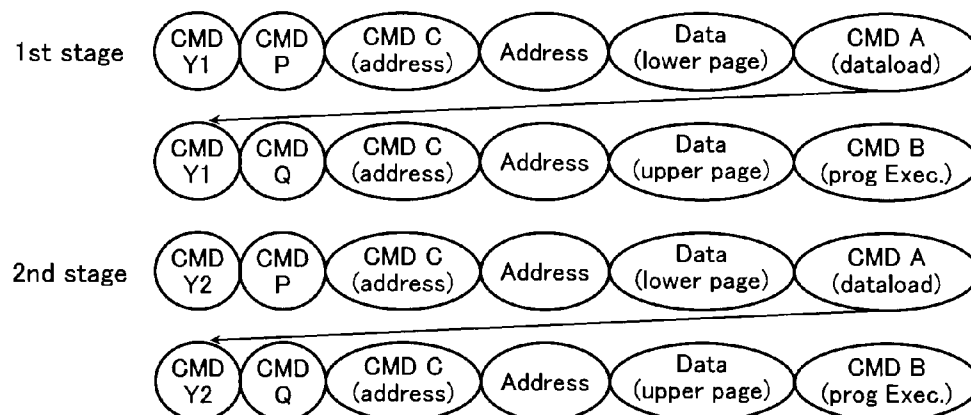 1st stage
CMD Y1
CMD P
CMD C (address)
Address
Data (lower page)
CMD A (dataload)
CMD Y1
CMD Q
CMD C (address)
Address
Data (upper page)
CMD B (prog Exec.)
2nd stage
CMD Y2
CMD P
CMD C (address)
Address
Data (lower page)
CMD A (dataload)
CMD Y2
CMD Q
CMD C (address)
Address
Data (upper page)
CMD B (prog Exec.)